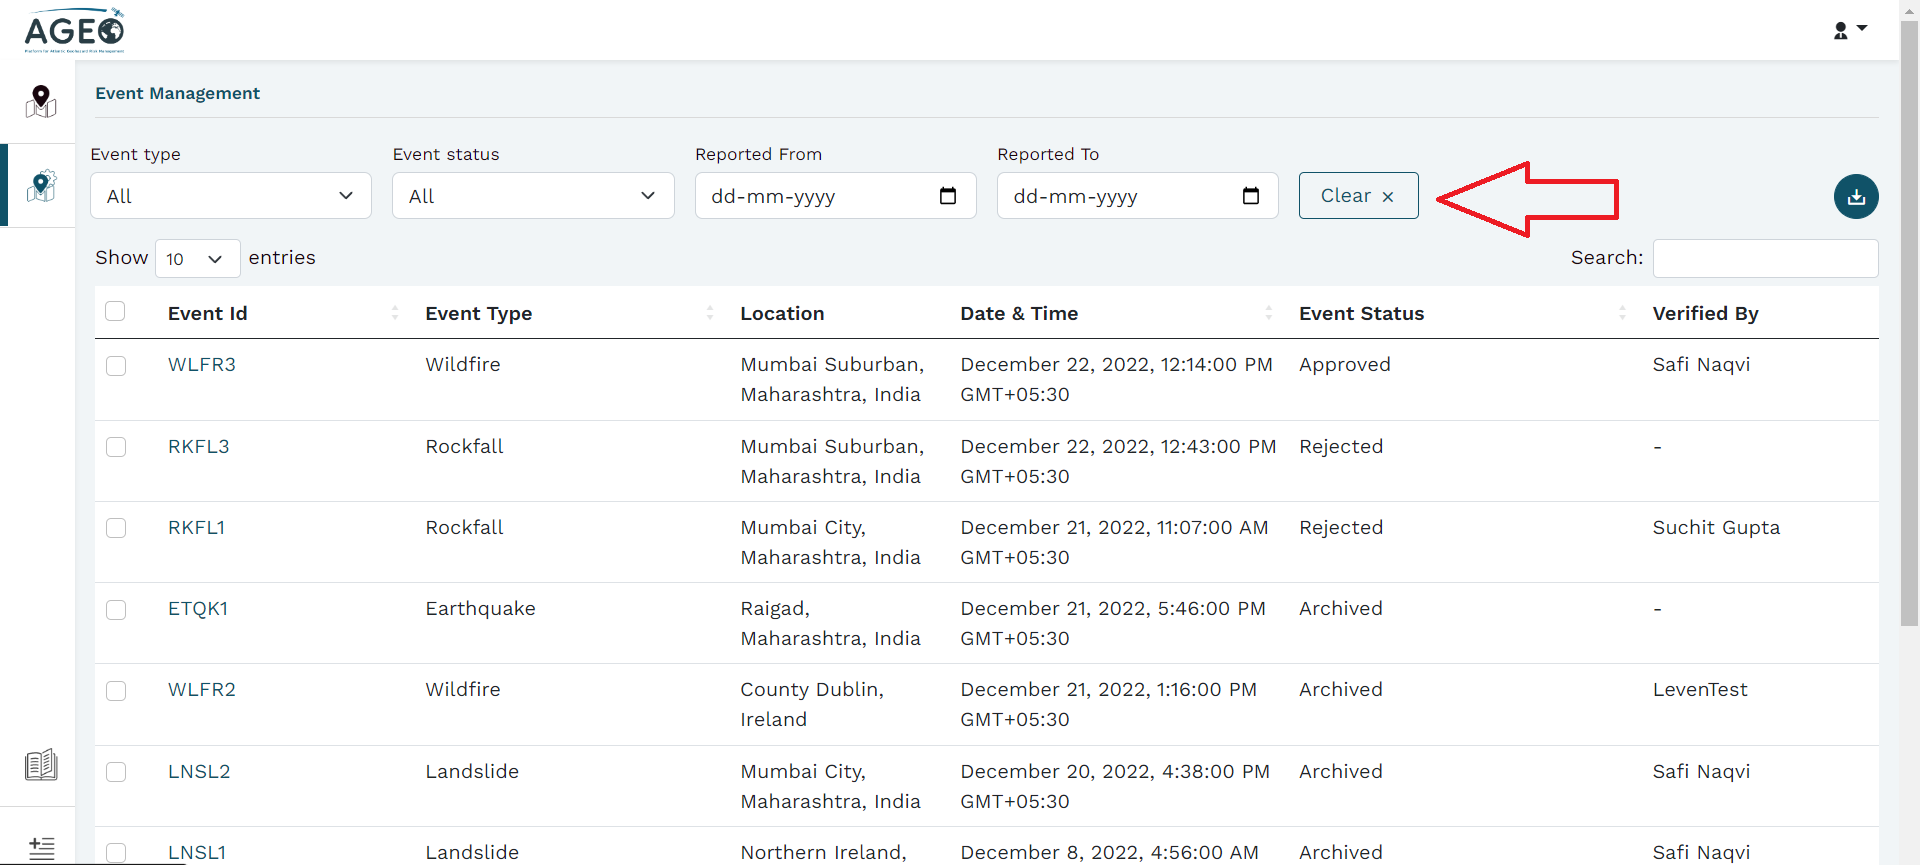 AGEO
Platform for Atlantic Geohazard Risk Management
Event Management
Event type
Event status
Reported From
Reported To
All
All
dd-mm-yyyy
dd-mm-yyyy
Clear ×
Show 10 entries
Search:
Event Id Event Type Location Date & Time Event Status Verified By
WLFR3 Wildfire Mumbai Suburban, December 22, 2022, 12:14:00 PM Approved Safi Naqvi
Maharashtra, India GMT+05:30
RKFL3 Rockfall Mumbai Suburban, December 22, 2022, 12:43:00 PM Rejected -
Maharashtra, India GMT+05:30
RKFL1 Rockfall Mumbai City, December 21, 2022, 11:07:00 AM Rejected Suchit Gupta
Maharashtra, India GMT+05:30
ETQK1 Earthquake Raigad, December 21, 2022, 5:46:00 PM Archived -
Maharashtra, India GMT+05:30
WLFR2 Wildfire County Dublin, December 21, 2022, 1:16:00 PM Archived LevenTest
Ireland GMT+05:30
LNSL2 Landslide Mumbai City, December 20, 2022, 4:38:00 PM Archived Safi Naqvi
Maharashtra, India GMT+05:30
LNSL1 Landslide Northern Ireland, December 8, 2022, 4:56:00 AM Archived Safi Naqvi